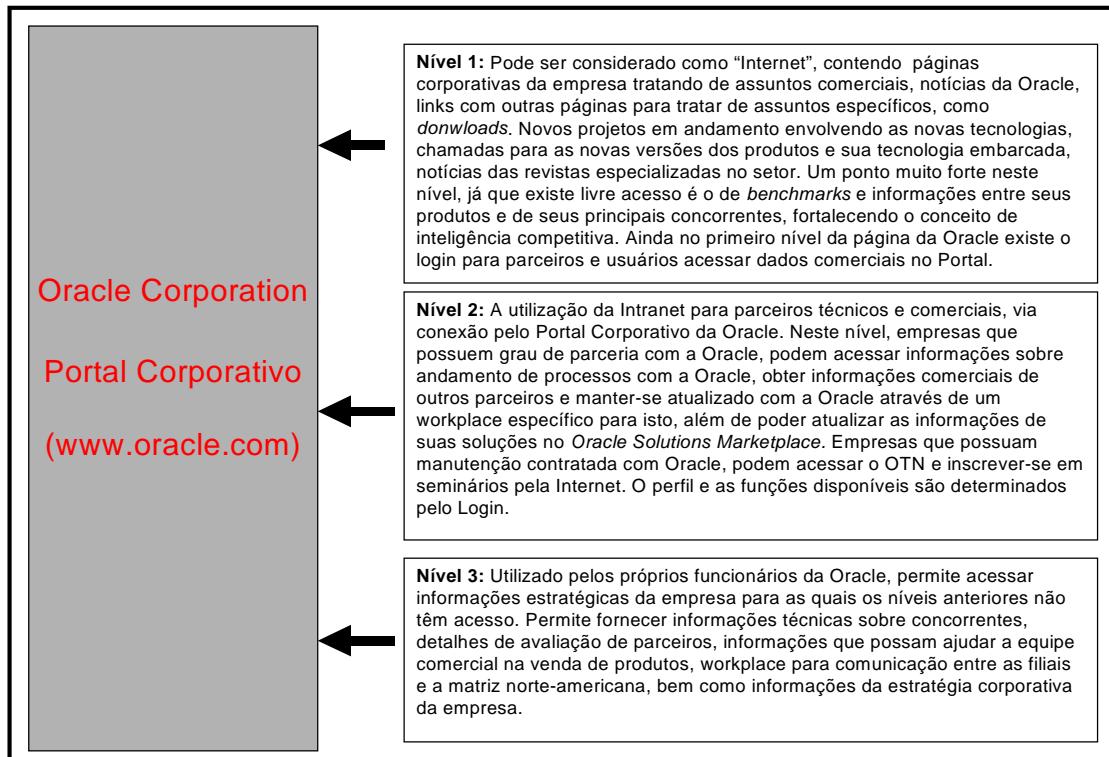 Oracle Corporation
Portal Corporativo
(www.oracle.com)
Nível 1: Pode ser considerado como “Internet”, contendo páginas
corporativas da empresa tratando de assuntos comerciais, notícias da Oracle,
links com outras páginas para tratar de assuntos específicos, como
donwloads. Novos projetos em andamento envolvendo as novas tecnologias,
chamadas para as novas versões dos produtos e sua tecnologia embarcada,
notícias das revistas especializadas no setor. Um ponto muito forte neste
nível, já que existe livre acesso é o de benchmarks e informações entre seus
produtos e de seus principais concorrentes, fortalecendo o conceito de
inteligência competitiva. Ainda no primeiro nível da página da Oracle existe o
login para parceiros e usuários acessar dados comerciais no Portal.
Nível 2: A utilização da Intranet para parceiros técnicos e comerciais, via
conexão pelo Portal Corporativo da Oracle. Neste nível, empresas que
possuem grau de parceria com a Oracle, podem acessar informações sobre
andamento de processos com a Oracle, obter informações comerciais de
outros parceiros e manter-se atualizado com a Oracle através de um
workplace específico para isto, além de poder atualizar as informações de
suas soluções no Oracle Solutions Marketplace. Empresas que possuam
manutenção contratada com Oracle, podem acessar o OTN e inscrever-se em
seminários pela Internet. O perfil e as funções disponíveis são determinados
pelo Login.
Nível 3: Utilizado pelos próprios funcionários da Oracle, permite acessar
informações estratégicas da empresa para as quais os níveis anteriores não
têm acesso. Permite fornecer informações técnicas sobre concorrentes,
detalhes de avaliação de parceiros, informações que possam ajudar a equipe
comercial na venda de produtos, workplace para comunicação entre as filiais
e a matriz norte-americana, bem como informações da estratégia corporativa
da empresa.